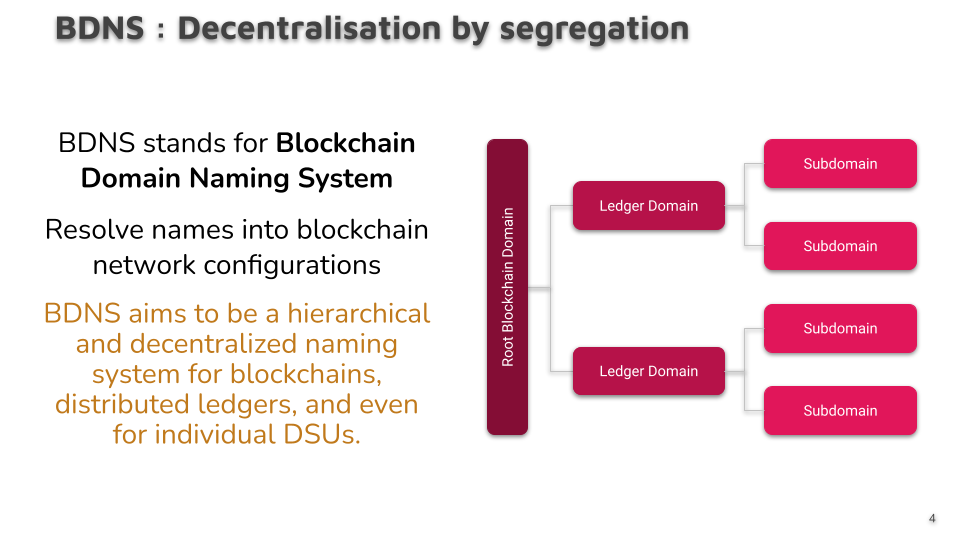 BDNS : Decentralisation by segregation
BDNS stands for Blockchain
Domain Naming System
Resolve names into blockchain
network configurations
BDNS aims to be a hierarchical
and decentralized naming
system for blockchains,
distributed ledgers, and even
for individual DSUs.
Root Blockchain Domain
Ledger Domain
Ledger Domain
Subdomain
Subdomain
Subdomain
Subdomain
4